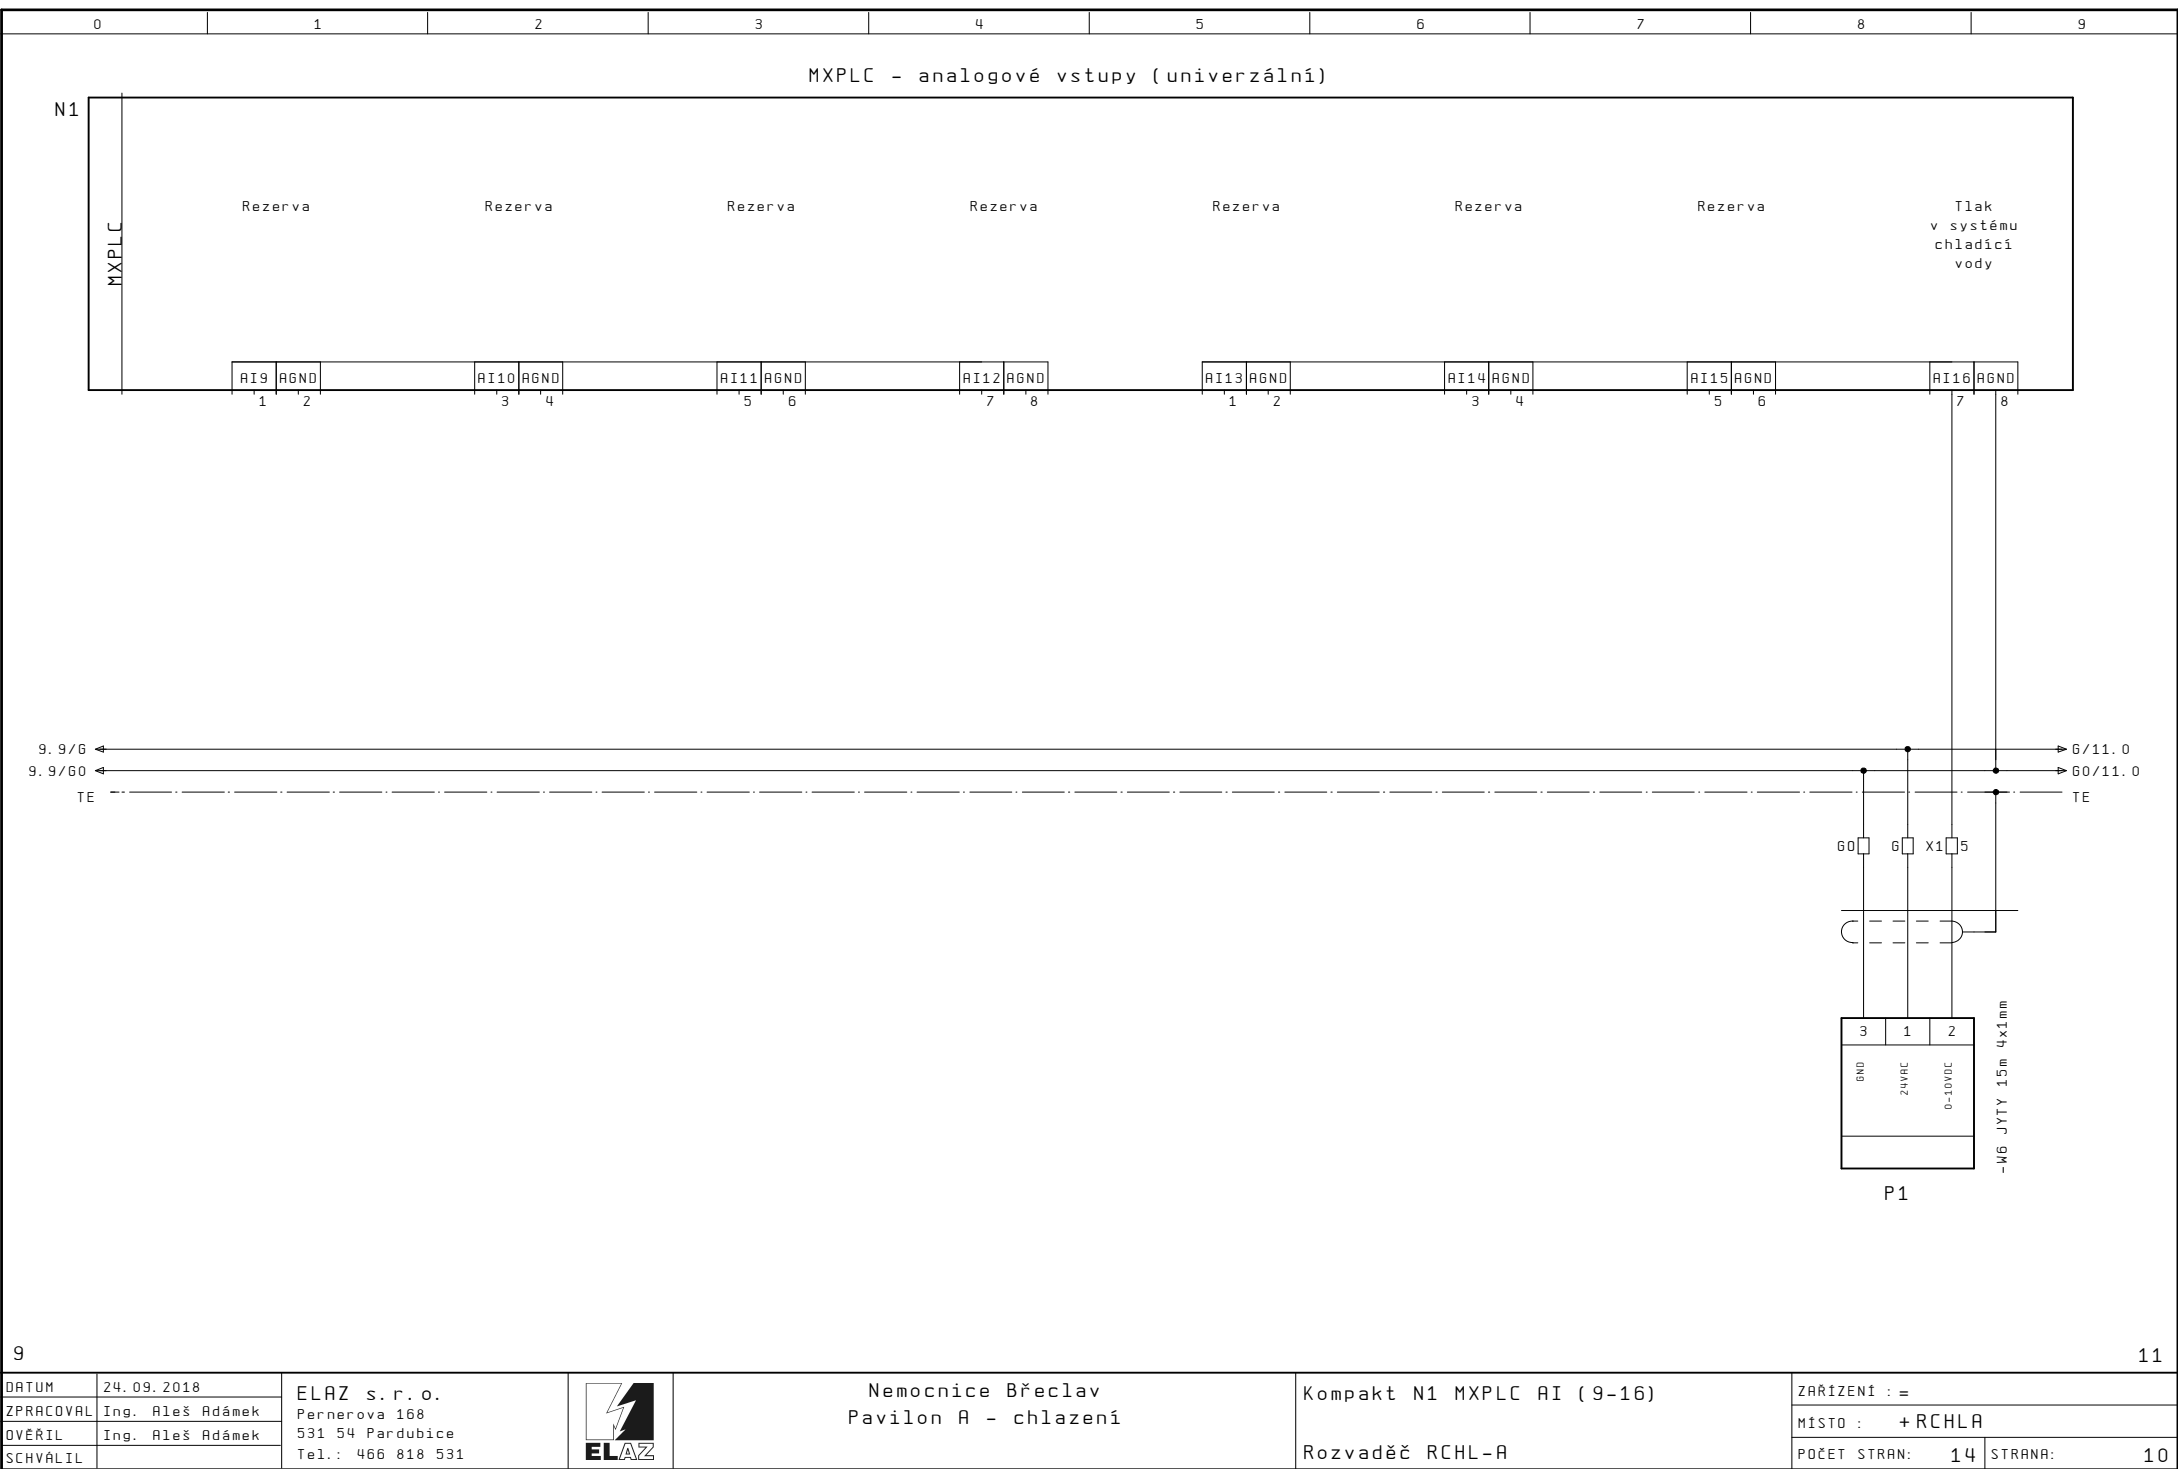 0 1 2 3 4 5 6 7 8 9
MXPLC - analogové vstupy (univerzální)
N1
MXPLC
Rezerva Rezerva Rezerva Rezerva Rezerva Rezerva Rezerva Tlak
v systému
chladící
vody
AI9 AGND AI10 AGND AI11 AGND AI12 AGND AI13 AGND AI14 AGND AI15 AGND AI16 AGND
1 2 3 4 5 6 7 8 1 2 3 4 5 6 7 8
9.9/G G/11.0
9.9/G0 G0/11.0
TE TE
G0 G X1 5
3 1 2
GND 24VAC 0-10VDC
-W6 JYTY 15m 4x1mm
P1
9 11
DATUM 24.09.2018
ZPRACOVAL Ing. Aleš Adámek
OVĚŘIL Ing. Aleš Adámek
SCHVÁLIL
ELAZ s.r.o.
Pernerova 168
531 54 Pardubice
Tel.: 466 818 531
ELAZ
Nemocnice Břeclav
Pavilon A - chlazení
Kompakt N1 MXPLC AI (9-16)
Rozvaděč RCHL-A
ZAŘÍZENÍ : =
MÍSTO : +RCHLA
POČET STRAN: 14 STRANA: 10